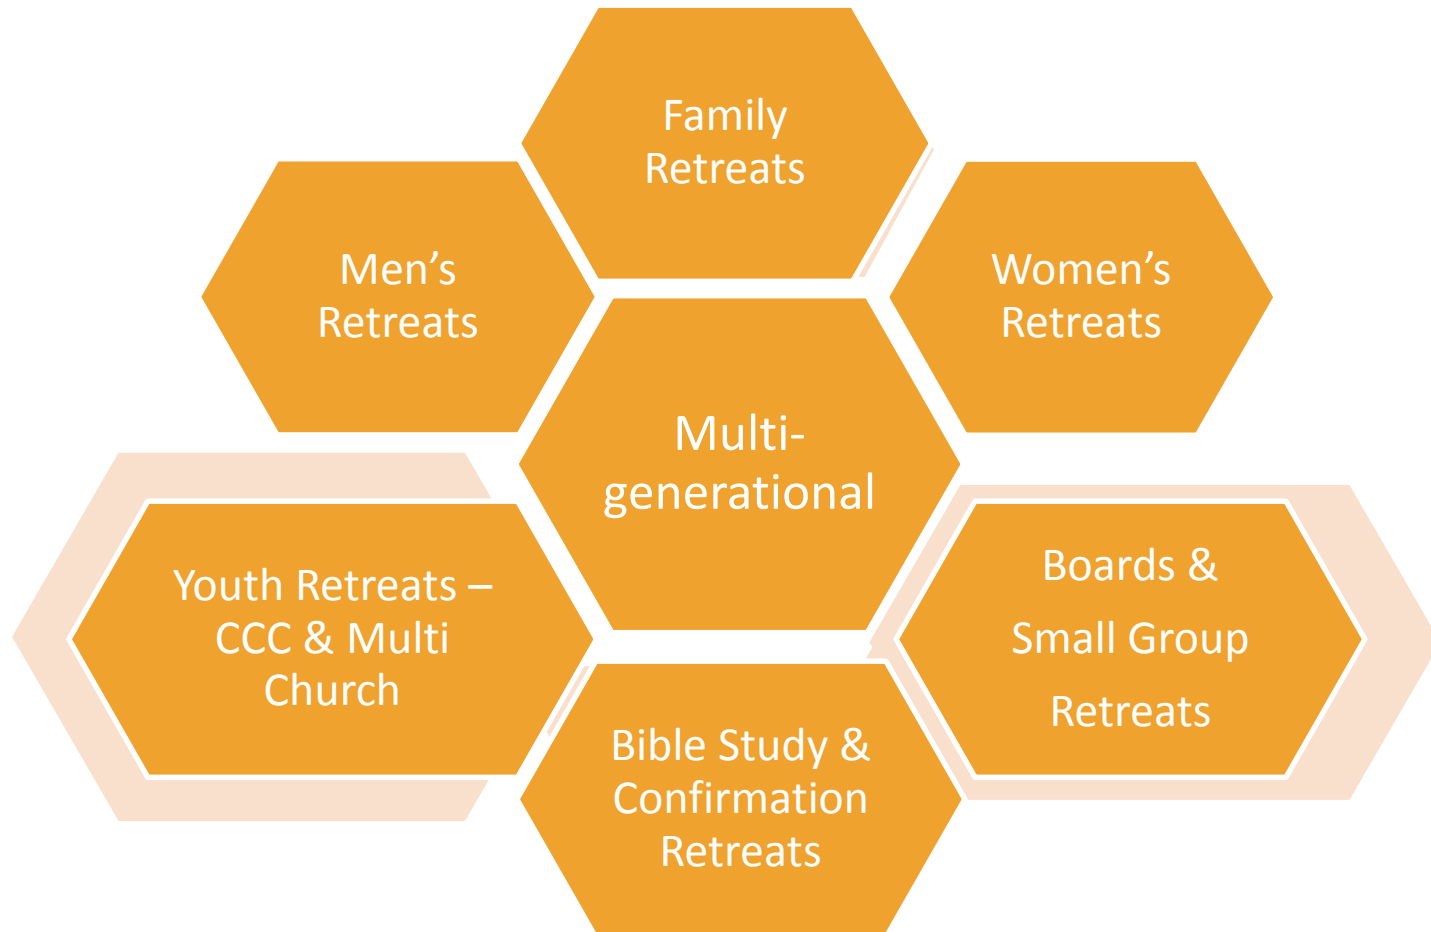 Family
Retreats
Men’s
Retreats
Women’s
Retreats
Multi-
generational
Youth Retreats –
CCC & Multi
Church
Boards &
Small Group
Retreats
Bible Study &
Confirmation
Retreats